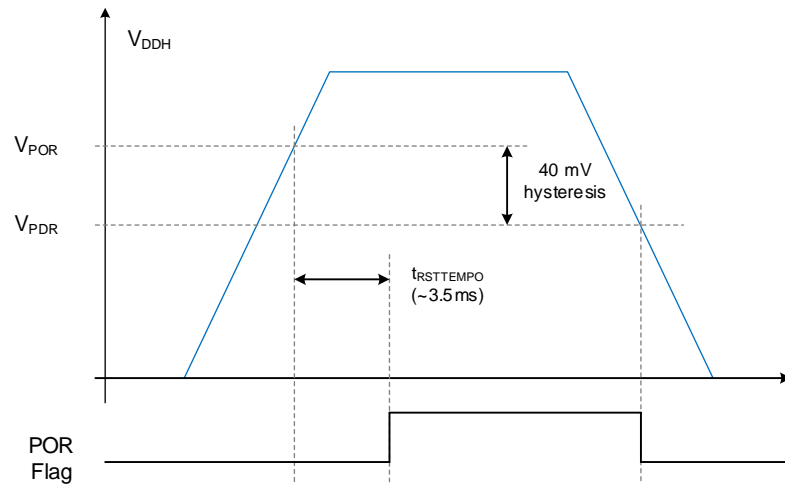 VDDH
VPOR
40 mV
hysteresis
VPDR
tRSTTEMPO
(~3.5ms)
POR
Flag